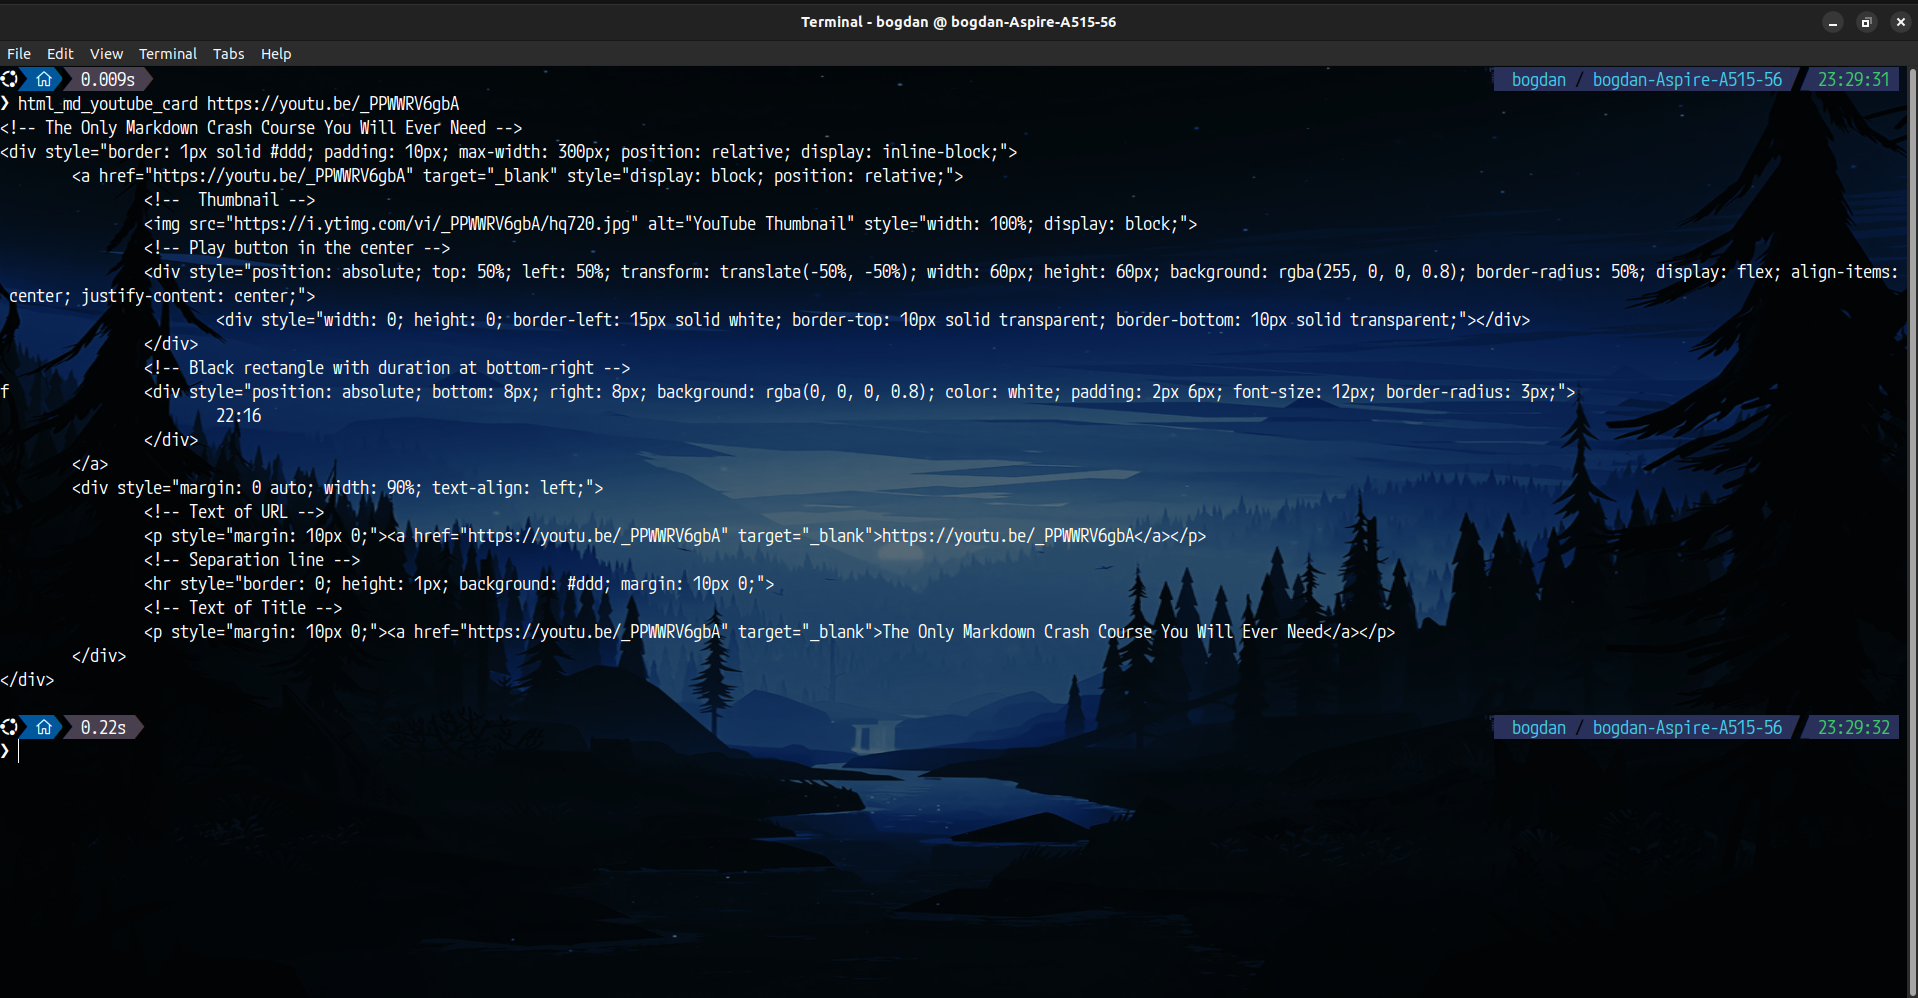 Terminal - bogdan @ bogdan-Aspire-A515-56
File Edit View Terminal Tabs Help
0.009s bogdan / bogdan-Aspire-A515-56 23:29:31
❯ html_md_youtube_card https://youtu.be/_PPWWRV6gbA
<!-- The Only Markdown Crash Course You Will Ever Need -->
<div style="border: 1px solid #ddd; padding: 10px; max-width: 300px; position: relative; display: inline-block;">
<a href="https://youtu.be/_PPWWRV6gbA" target="_blank" style="display: block; position: relative;">
<!--  Thumbnail -->
<img src="https://i.ytimg.com/vi/_PPWWRV6gbA/hq720.jpg" alt="YouTube Thumbnail" style="width: 100%; display: block;">
<!-- Play button in the center -->
<div style="position: absolute; top: 50%; left: 50%; transform: translate(-50%, -50%); width: 60px; height: 60px; background: rgba(255, 0, 0, 0.8); border-radius: 50%; display: flex; align-items:
center; justify-content: center;">
<div style="width: 0; height: 0; border-left: 15px solid white; border-top: 10px solid transparent; border-bottom: 10px solid transparent;"></div>
</div>
<!-- Black rectangle with duration at bottom-right -->
f <div style="position: absolute; bottom: 8px; right: 8px; background: rgba(0, 0, 0, 0.8); color: white; padding: 2px 6px; font-size: 12px; border-radius: 3px;">
22:16
</div>
</a>
<div style="margin: 0 auto; width: 90%; text-align: left;">
<!-- Text of URL -->
<p style="margin: 10px 0;"><a href="https://youtu.be/_PPWWRV6gbA" target="_blank">https://youtu.be/_PPWWRV6gbA</a></p>
<!-- Separation line -->
<hr style="border: 0; height: 1px; background: #ddd; margin: 10px 0;">
<!-- Text of Title -->
<p style="margin: 10px 0;"><a href="https://youtu.be/_PPWWRV6gbA" target="_blank">The Only Markdown Crash Course You Will Ever Need</a></p>
</div>
</div>
0.22s bogdan / bogdan-Aspire-A515-56 23:29:32
❯